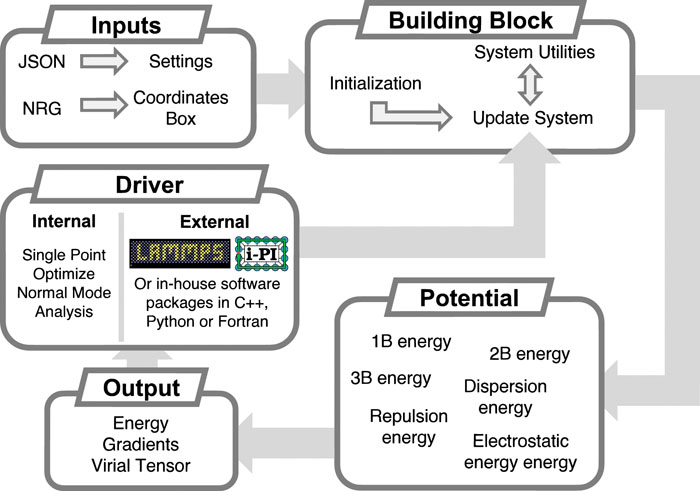 Inputs
JSON
Settings
NRG
Coordinates
Box
Building Block
System Utilities
Initialization
Update System
Driver
Internal
Single Point
Optimize
Normal Mode
Analysis
External
LAMMPS
i-PI
Or in-house software
packages in C++,
Python or Fortran
Potential
1B energy
2B energy
3B energy
Dispersion
energy
Repulsion
energy
Electrostatic
energy energy
Output
Energy
Gradients
Virial Tensor